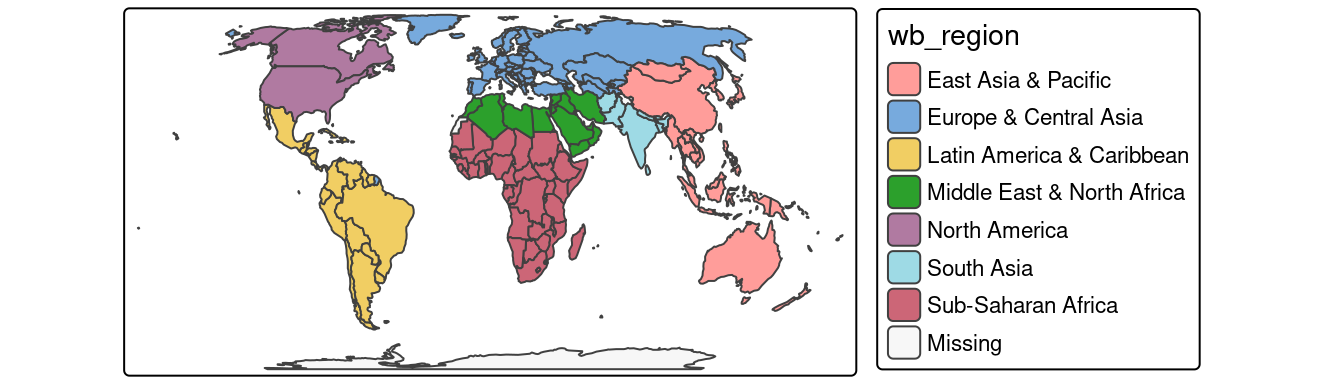 wb_region
East Asia & Pacific
Europe & Central Asia
Latin America & Caribbean
Middle East & North Africa
North America
South Asia
Sub-Saharan Africa
Missing